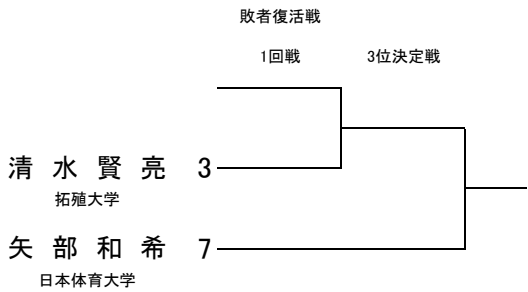 敗者復活戦
1回戦 3位決定戦
清水賢亮 3
拓殖大学
矢部和希 7
日本体育大学